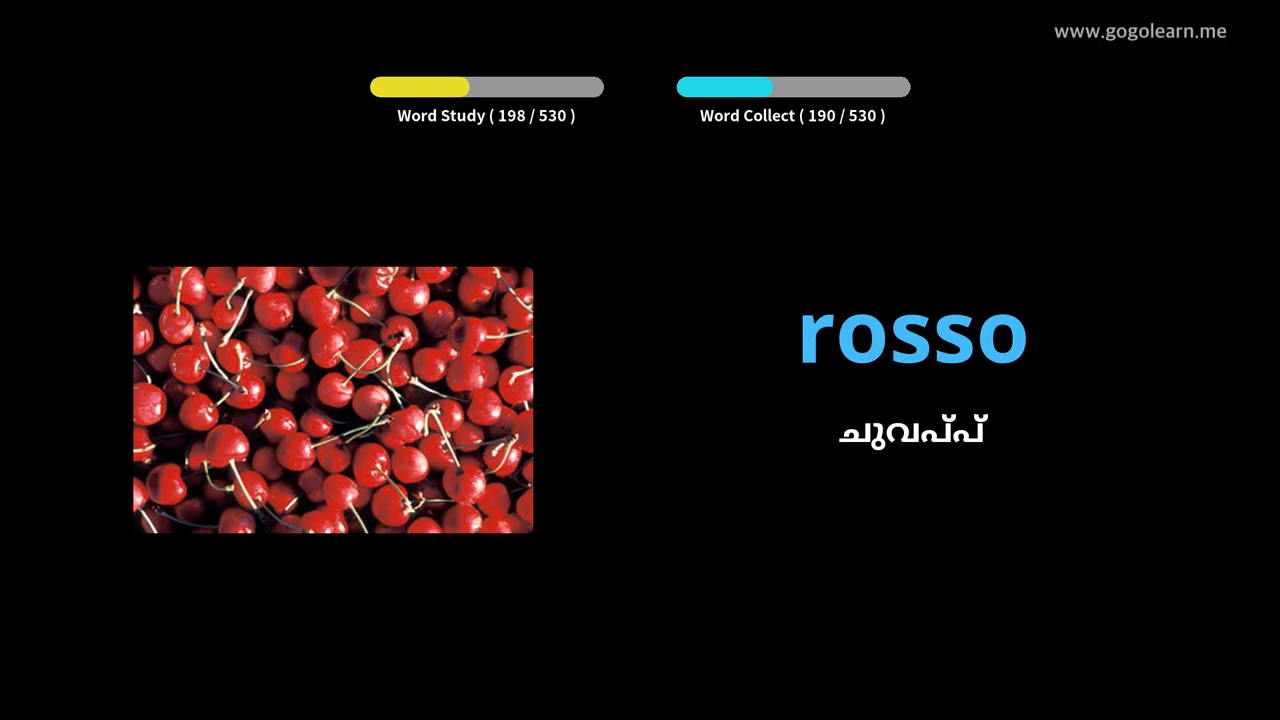 www.gogolearn.me
Word Study ( 198 / 530 )
Word Collect ( 190 / 530 )
rosso
ചുവപ്പ്